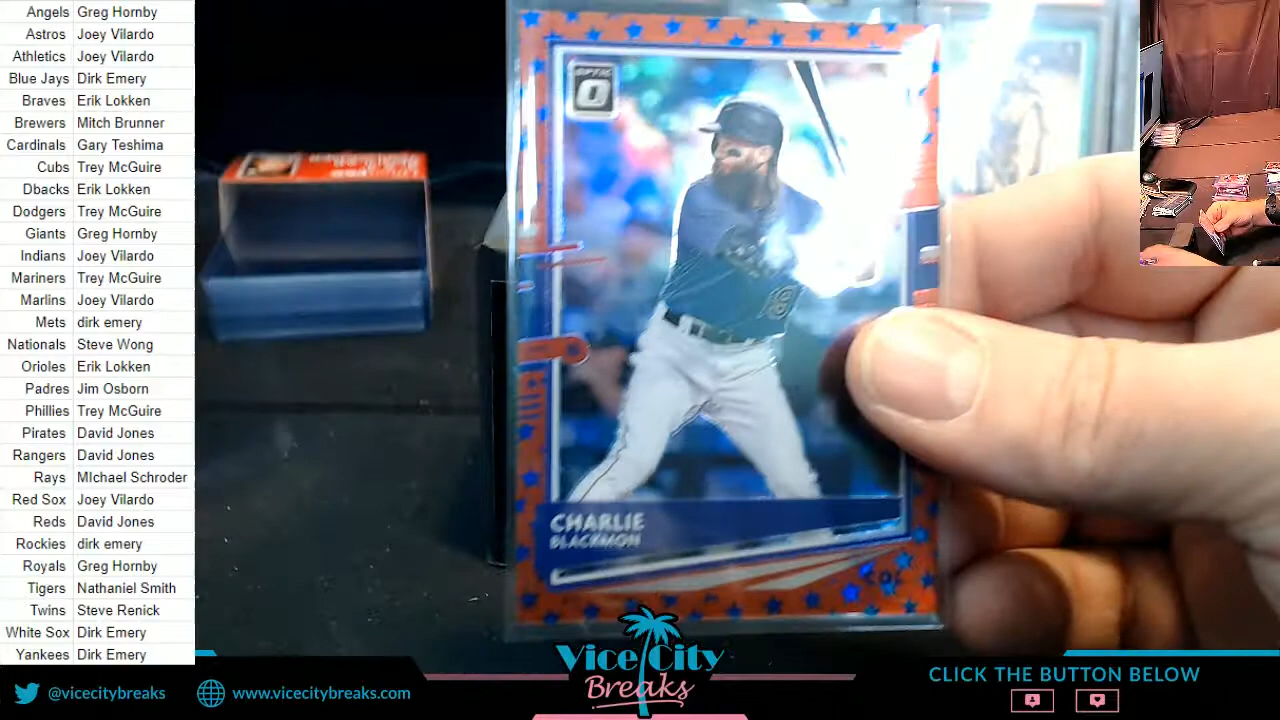 Angels Greg Hornby
Astros Joey Vilardo
Athletics Joey Vilardo
Blue Jays Dirk Emery
Braves Erik Lokken
Brewers Mitch Brunner
Cardinals Gary Teshima
Cubs Trey McGuire
Dbacks Erik Lokken
Dodgers Trey McGuire
Giants Greg Hornby
Indians Joey Vilardo
Mariners Trey McGuire
Marlins Joey Vilardo
Mets dirk emery
Nationals Steve Wong
Orioles Erik Lokken
Padres Jim Osborn
Phillies Trey McGuire
Pirates David Jones
Rangers David Jones
Rays MIchael Schroder
Red Sox Joey Vilardo
Reds David Jones
Rockies dirk emery
Royals Greg Hornby
Tigers Nathaniel Smith
Twins Steve Renick
White Sox Dirk Emery
Yankees Dirk Emery
OPTIC
CHARLIE
BLACKMON
COL
Vice City
Breaks
@vicecitybreaks
www.vicecitybreaks.com
CLICK THE BUTTON BELOW